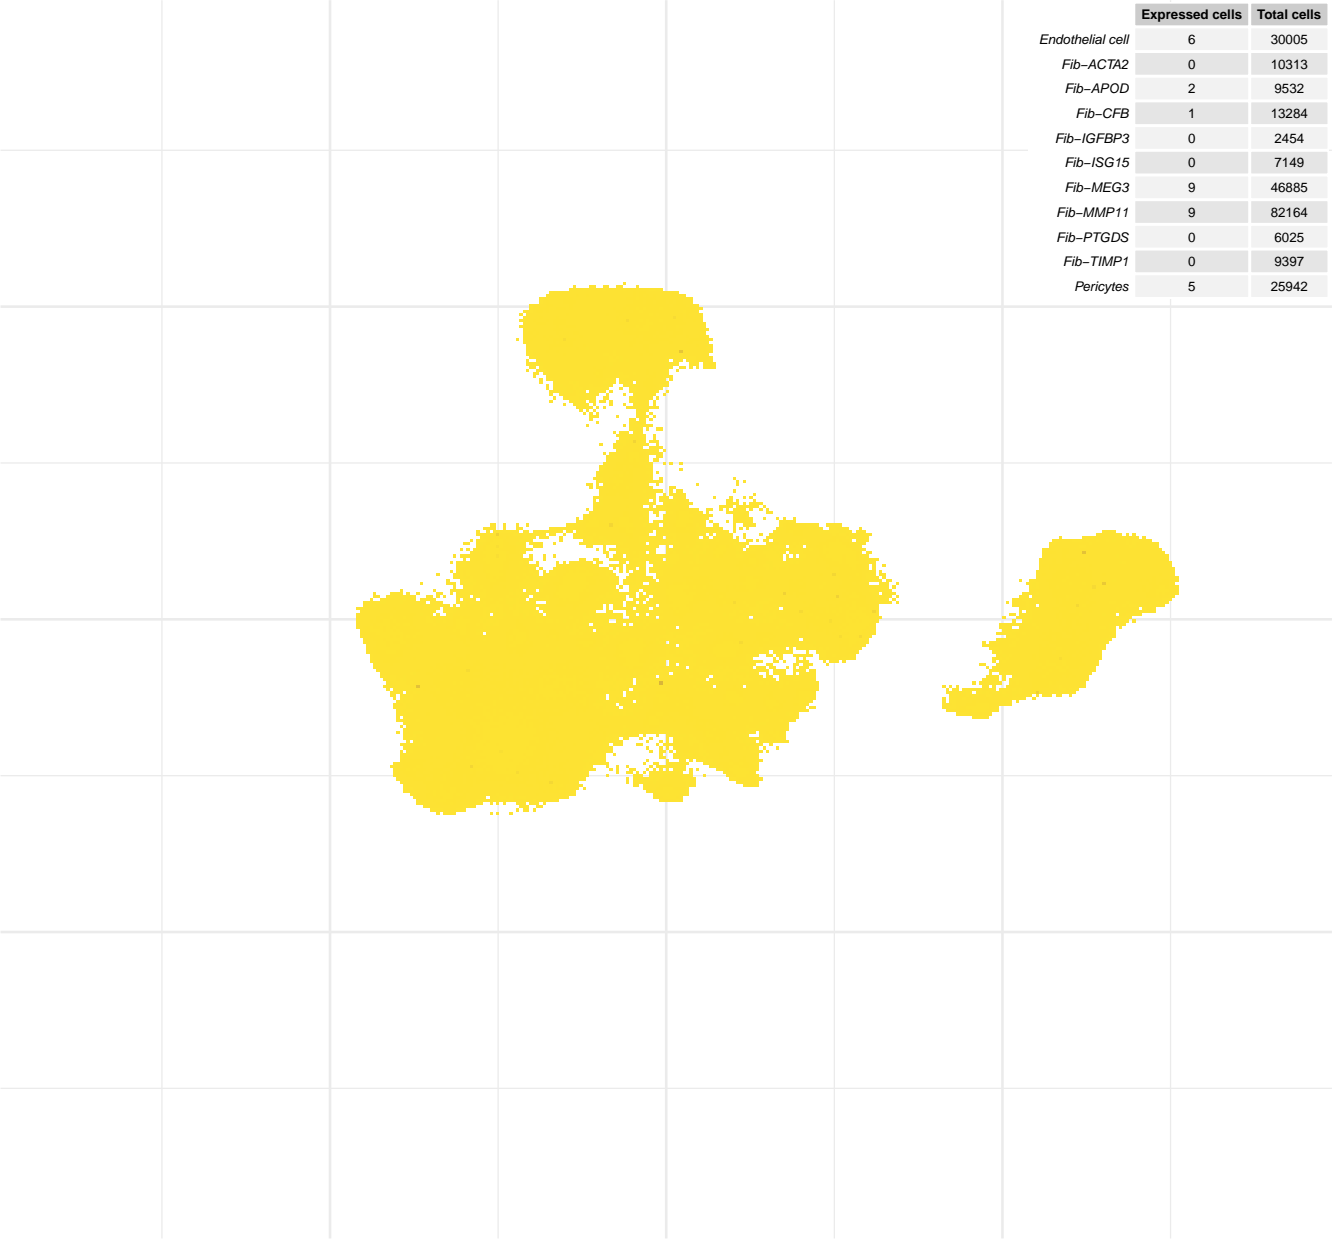 Expressed cells Total cells
Endothelial cell 6 30005
Fib−ACTA2 0 10313
Fib−APOD 2 9532
Fib−CFB 1 13284
Fib−IGFBP3 0 2454
Fib−ISG15 0 7149
Fib−MEG3 9 46885
Fib−MMP11 9 82164
Fib−PTGDS 0 6025
Fib−TIMP1 0 9397
Pericytes 5 25942